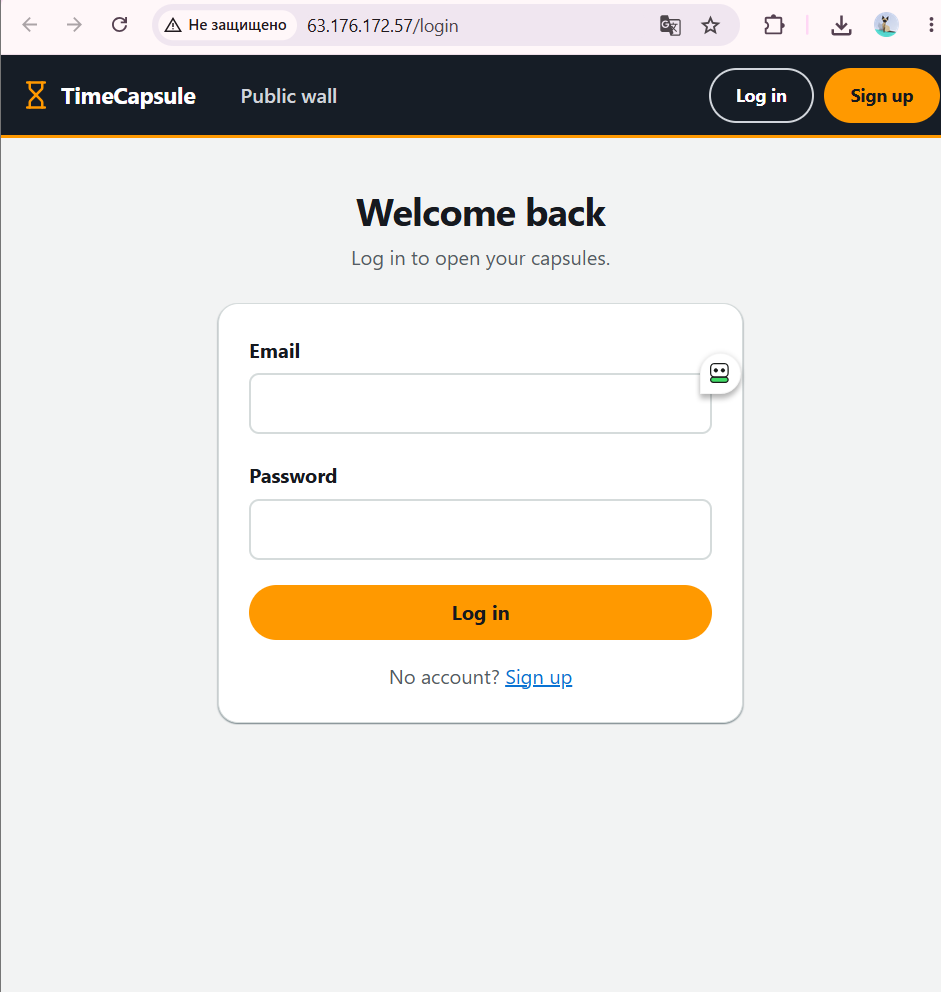 Не защищено 63.176.172.57/login
TimeCapsule Public wall Log in Sign up
Welcome back
Log in to open your capsules.
Email
Password
Log in
No account? Sign up